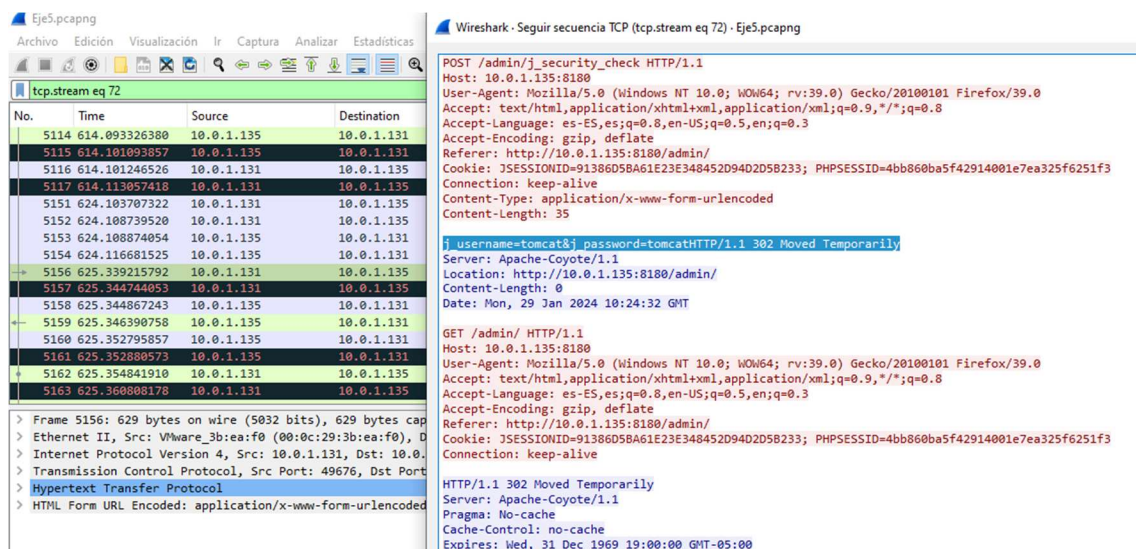 Eje5.pcapng
Archivo Edición Visualización Ir Captura Analizar Estadísticas
tcp.stream eq 72
No. Time Source Destination
5114 614.093326380 10.0.1.135 10.0.1.131
5115 614.101093857 10.0.1.135 10.0.1.131
5116 614.101246526 10.0.1.131 10.0.1.135
5117 614.113057418 10.0.1.131 10.0.1.135
5151 624.103707322 10.0.1.131 10.0.1.135
5152 624.108739520 10.0.1.131 10.0.1.135
5153 624.108874054 10.0.1.131 10.0.1.135
5154 624.116681525 10.0.1.135 10.0.1.131
5156 625.339215792 10.0.1.131 10.0.1.135
5157 625.344744053 10.0.1.131 10.0.1.135
5158 625.344867243 10.0.1.135 10.0.1.131
5159 625.346390758 10.0.1.135 10.0.1.131
5160 625.352795857 10.0.1.135 10.0.1.131
5161 625.352880573 10.0.1.135 10.0.1.131
5162 625.354841910 10.0.1.131 10.0.1.135
5163 625.360808178 10.0.1.131 10.0.1.135
Frame 5156: 629 bytes on wire (5032 bits), 629 bytes cap
Ethernet II, Src: VMware_3b:ea:f0 (00:0c:29:3b:ea:f0), D
Internet Protocol Version 4, Src: 10.0.1.131, Dst: 10.0.
Transmission Control Protocol, Src Port: 49676, Dst Port
Hypertext Transfer Protocol
HTML Form URL Encoded: application/x-www-form-urlencoded
Wireshark · Seguir secuencia TCP (tcp.stream eq 72) · Eje5.pcapng
POST /admin/j_security_check HTTP/1.1
Host: 10.0.1.135:8180
User-Agent: Mozilla/5.0 (Windows NT 10.0; WOW64; rv:39.0) Gecko/20100101 Firefox/39.0
Accept: text/html,application/xhtml+xml,application/xml;q=0.9,*/*;q=0.8
Accept-Language: es-ES,es;q=0.8,en-US;q=0.5,en;q=0.3
Accept-Encoding: gzip, deflate
Referer: http://10.0.1.135:8180/admin/
Cookie: JSESSIONID=91386D5BA61E23E348452D94D2D5B233; PHPSESSID=4bb860ba5f42914001e7ea325f6251f3
Connection: keep-alive
Content-Type: application/x-www-form-urlencoded
Content-Length: 35
j_username=tomcat&j_password=tomcatHTTP/1.1 302 Moved Temporarily
Server: Apache-Coyote/1.1
Location: http://10.0.1.135:8180/admin/
Content-Length: 0
Date: Mon, 29 Jan 2024 10:24:32 GMT
GET /admin/ HTTP/1.1
Host: 10.0.1.135:8180
User-Agent: Mozilla/5.0 (Windows NT 10.0; WOW64; rv:39.0) Gecko/20100101 Firefox/39.0
Accept: text/html,application/xhtml+xml,application/xml;q=0.9,*/*;q=0.8
Accept-Language: es-ES,es;q=0.8,en-US;q=0.5,en;q=0.3
Accept-Encoding: gzip, deflate
Referer: http://10.0.1.135:8180/admin/
Cookie: JSESSIONID=91386D5BA61E23E348452D94D2D5B233; PHPSESSID=4bb860ba5f42914001e7ea325f6251f3
Connection: keep-alive
HTTP/1.1 302 Moved Temporarily
Server: Apache-Coyote/1.1
Pragma: No-cache
Cache-Control: no-cache
Expires: Wed, 31 Dec 1969 19:00:00 GMT-05:00